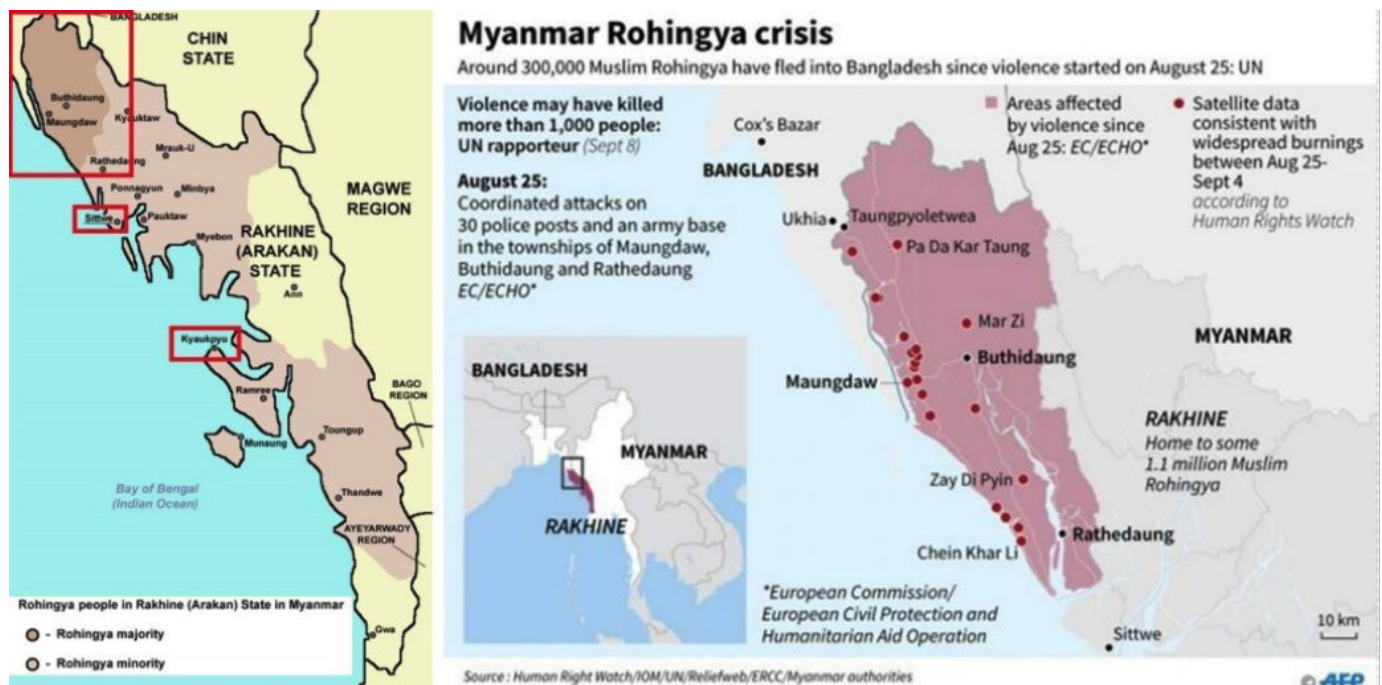 BANGLADESH
CHIN
STATE
Buthidaung
Maungdaw
Kyauktaw
Mrauk-U
Rathedaung
Ponnagyun
Minbya
MAGWE
REGION
Sittwe
Pauktaw
Myebon
RAKHINE
(ARAKAN)
STATE
Ann
Kyaukpyu
Ramree
BAGO
REGION
Munaung
Toungup
Bay of Bengal
(Indian Ocean)
Thandwe
AYEYARWADY
REGION
Rohingya people in Rakhine (Arakan) State in Myanmar
- Rohingya majority
- Rohingya minority
Gwa
Myanmar Rohingya crisis
Around 300,000 Muslim Rohingya have fled into Bangladesh since violence started on August 25: UN
Violence may have killed
more than 1,000 people:
UN rapporteur (Sept 8)
August 25:
Coordinated attacks on
30 police posts and an army base
in the townships of Maungdaw,
Buthidaung and Rathedaung
EC/ECHO*
Areas affected
by violence since
Aug 25: EC/ECHO*
Satellite data
consistent with
widespread burnings
between Aug 25-
Sept 4
according to
Human Rights Watch
Cox's Bazar
BANGLADESH
Ukhia
Taungpyoletwea
Pa Da Kar Taung
Mar Zi
MYANMAR
Buthidaung
Maungdaw
RAKHINE
Home to some
1.1 million Muslim
Rohingya
Zay Di Pyin
Rathedaung
Chein Khar Li
Sittwe
10 km
BANGLADESH
MYANMAR
RAKHINE
*European Commission/
European Civil Protection and
Humanitarian Aid Operation
Source : Human Right Watch/IOM/UN/Reliefweb/ERCC/Myanmar authorities
© AFP